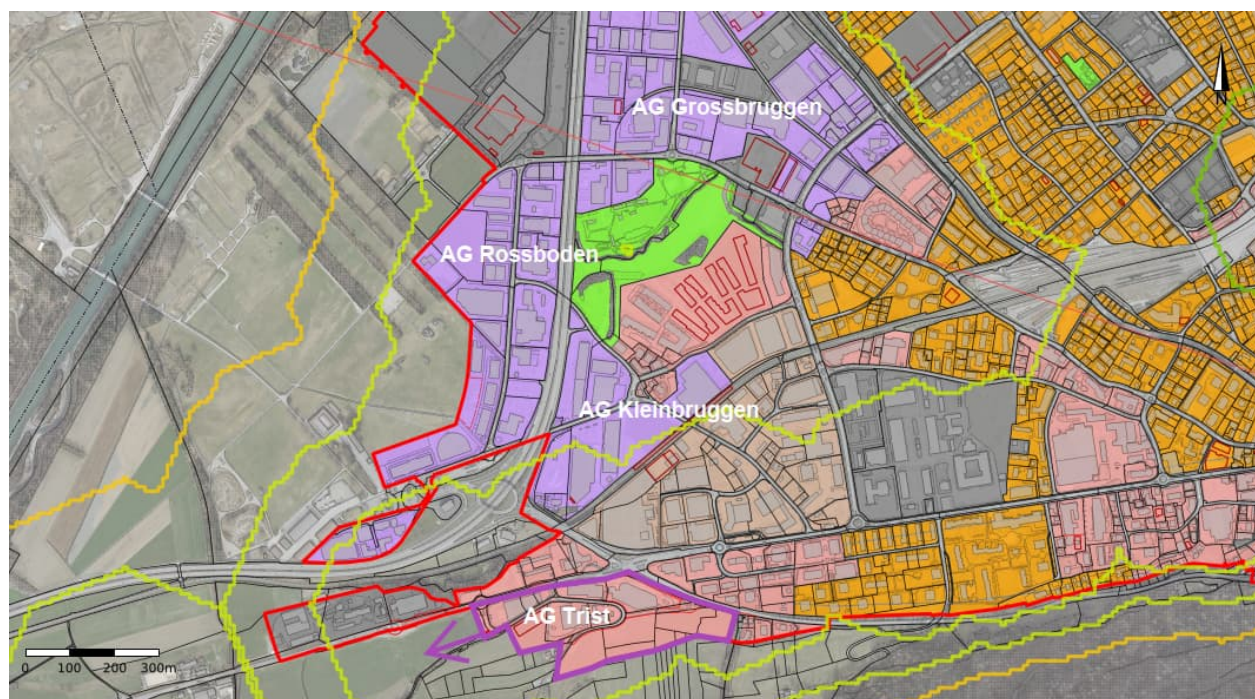 AG Grossbruggen
AG Rossboden
AG Kleinbruggen
AG Trist
0 100 200 300m